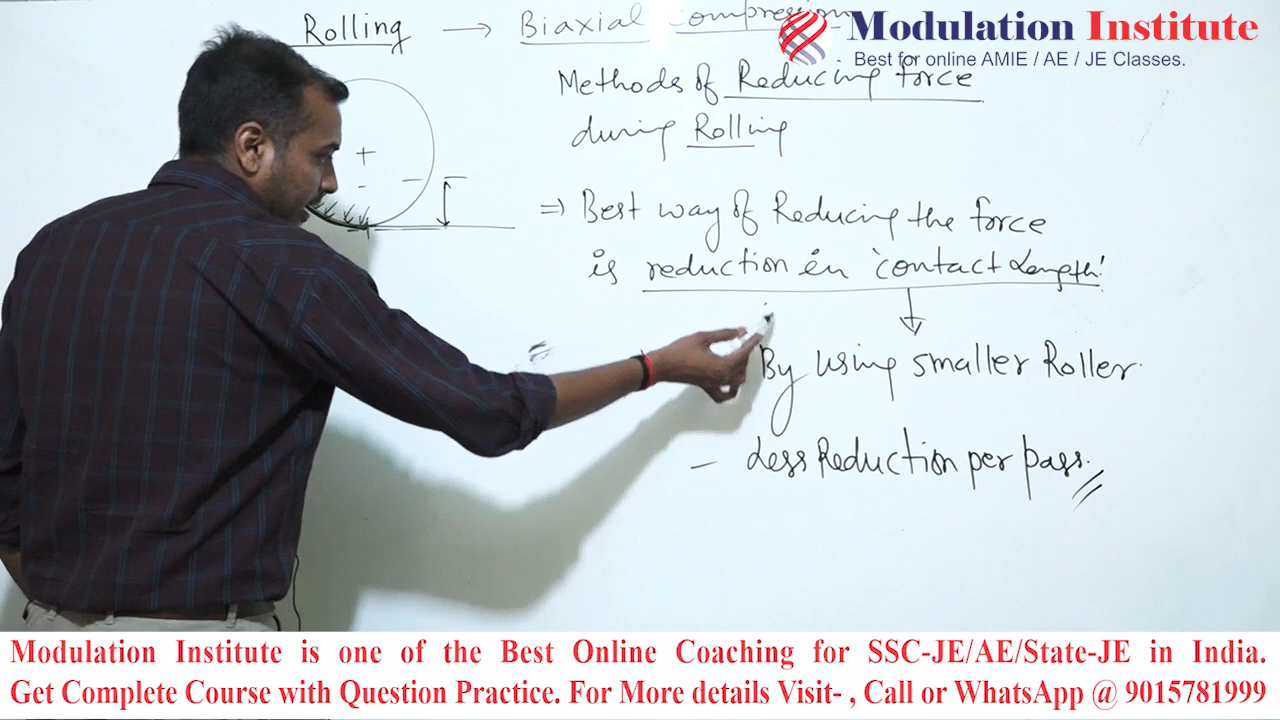 Rolling → Biaxial compression
Modulation Institute
Best for online AMIE / AE / JE Classes.
Methods of Reducing force
during Rolling
+
⇒ Best way of Reducing the force
is reduction in 'contact Length'
By using smaller Roller.
- Less Reduction per pass.
Modulation Institute is one of the Best Online Coaching for SSC-JE/AE/State-JE in India.
Get Complete Course with Question Practice. For More details Visit- , Call or WhatsApp @ 9015781999